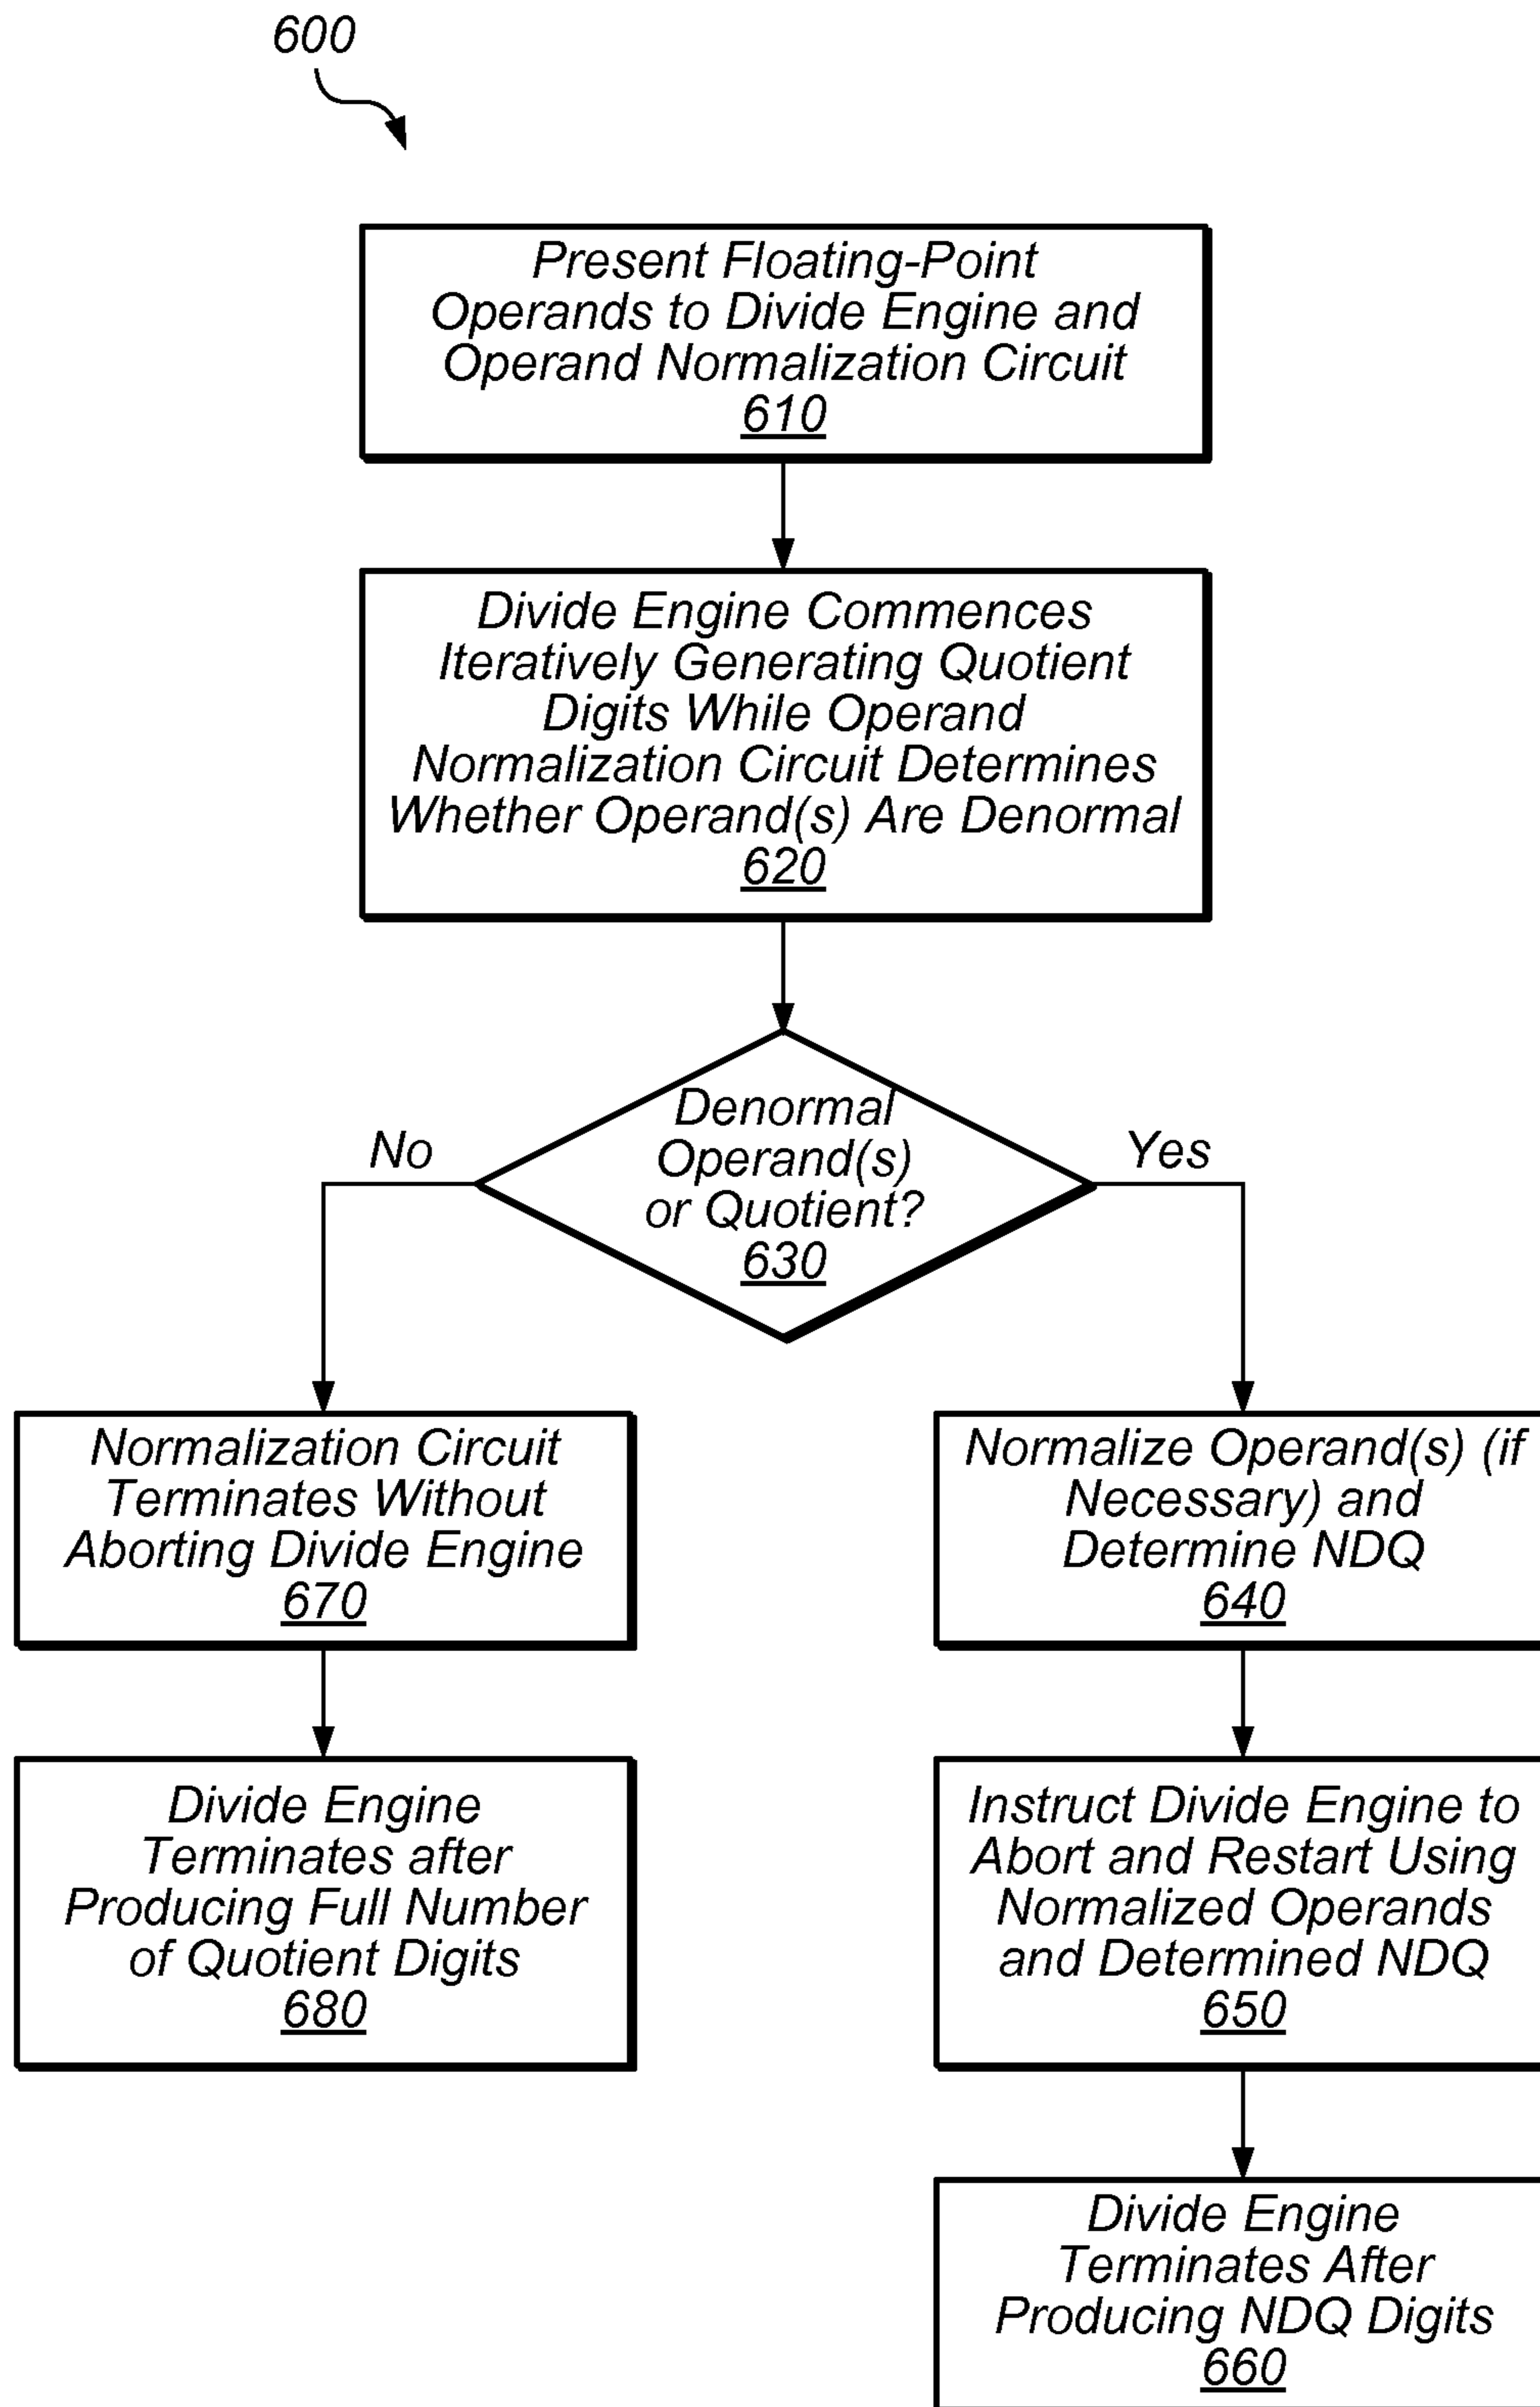 600
Present Floating-Point
Operands to Divide Engine and
Operand Normalization Circuit
610
Divide Engine Commences
Iteratively Generating Quotient
Digits While Operand
Normalization Circuit Determines
Whether Operand(s) Are Denormal
620
Denormal
Operand(s)
or Quotient?
630
No
Yes
Normalization Circuit
Terminates Without
Aborting Divide Engine
670
Divide Engine
Terminates after
Producing Full Number
of Quotient Digits
680
Normalize Operand(s) (if
Necessary) and
Determine NDQ
640
Instruct Divide Engine to
Abort and Restart Using
Normalized Operands
and Determined NDQ
650
Divide Engine
Terminates After
Producing NDQ Digits
660